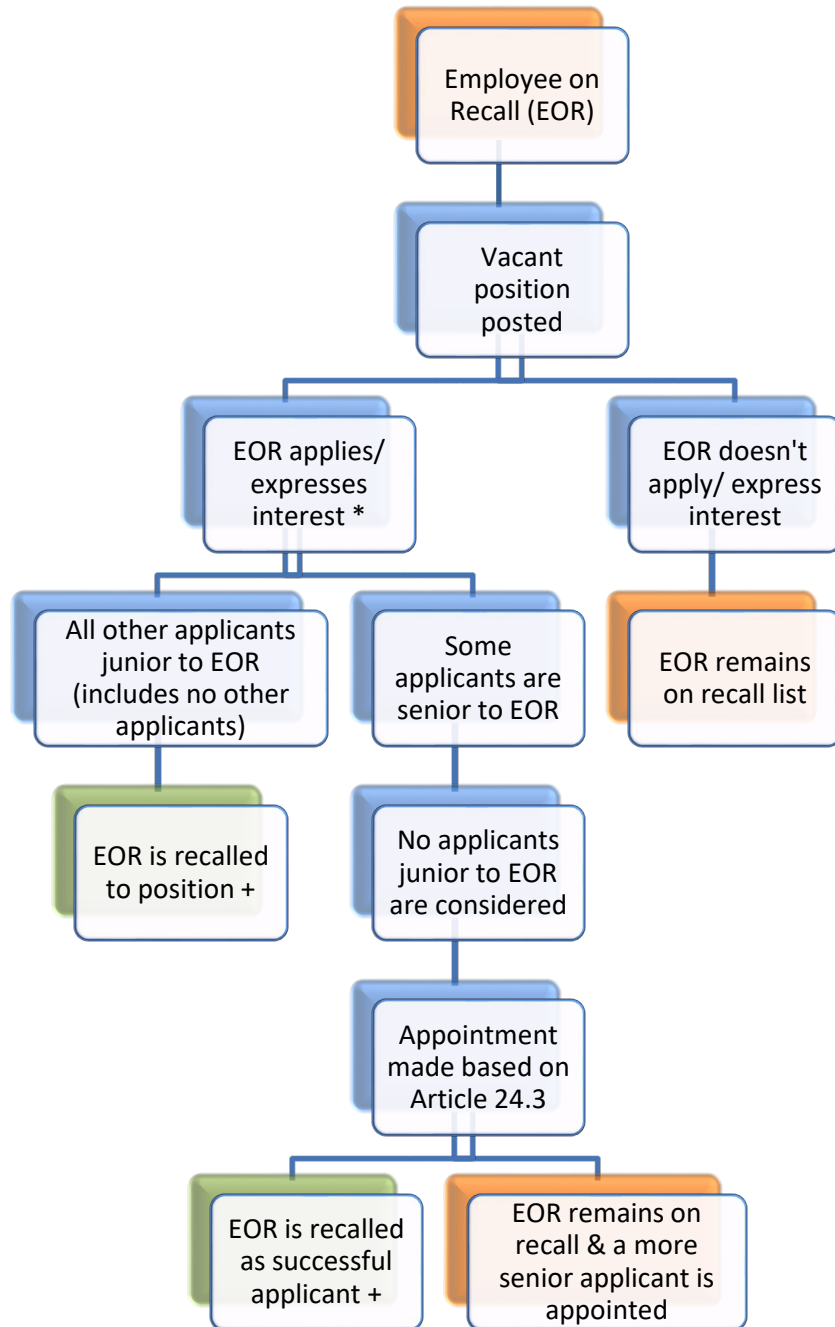 Employee on
Recall (EOR)
Vacant
position
posted
EOR applies/
expresses
interest *
EOR doesn't
apply/ express
interest
All other applicants
junior to EOR
(includes no other
applicants)
Some
applicants are
senior to EOR
EOR remains
on recall list
EOR is recalled
to position +
No applicants
junior to EOR
are considered
Appointment
made based on
Article 24.3
EOR is recalled
as successful
applicant +
EOR remains on
recall & a more
senior applicant is
appointed